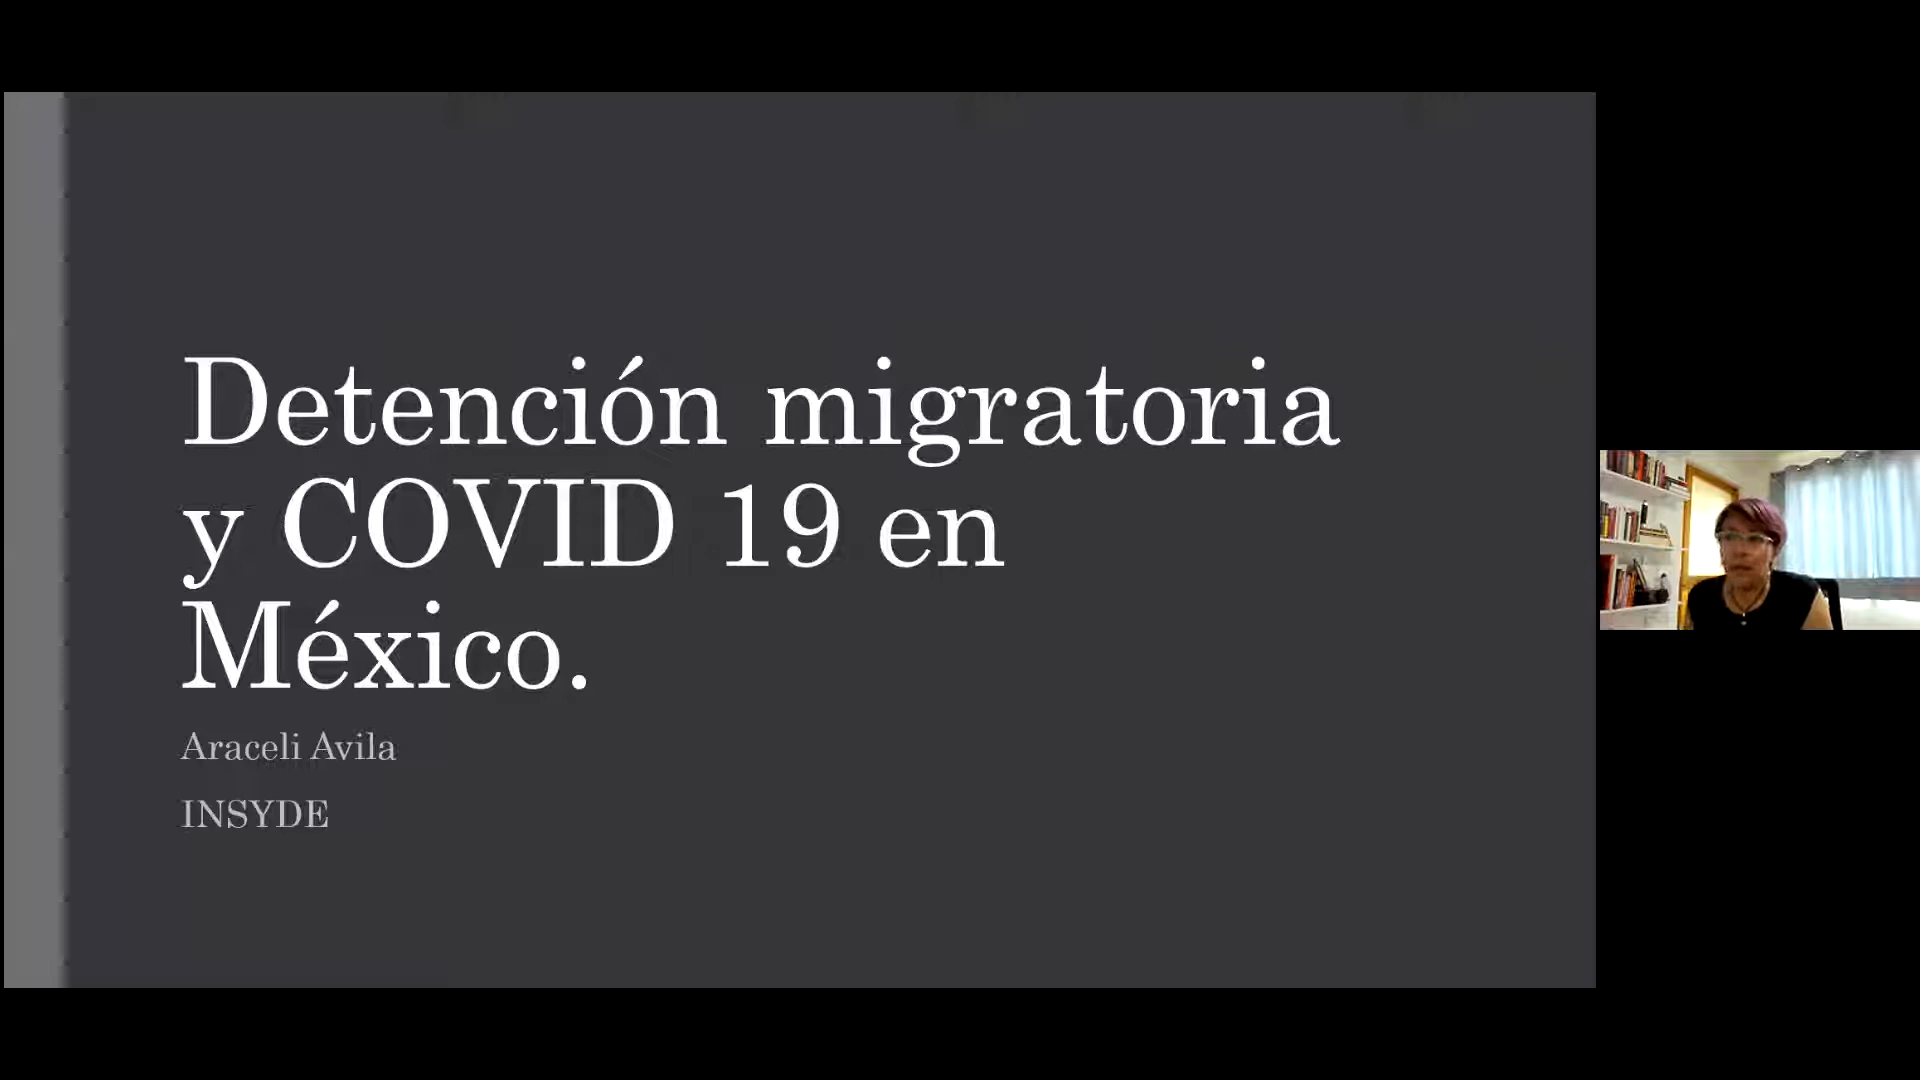 Detención migratoria
y COVID 19 en
México.
Araceli Avila
INSYDE